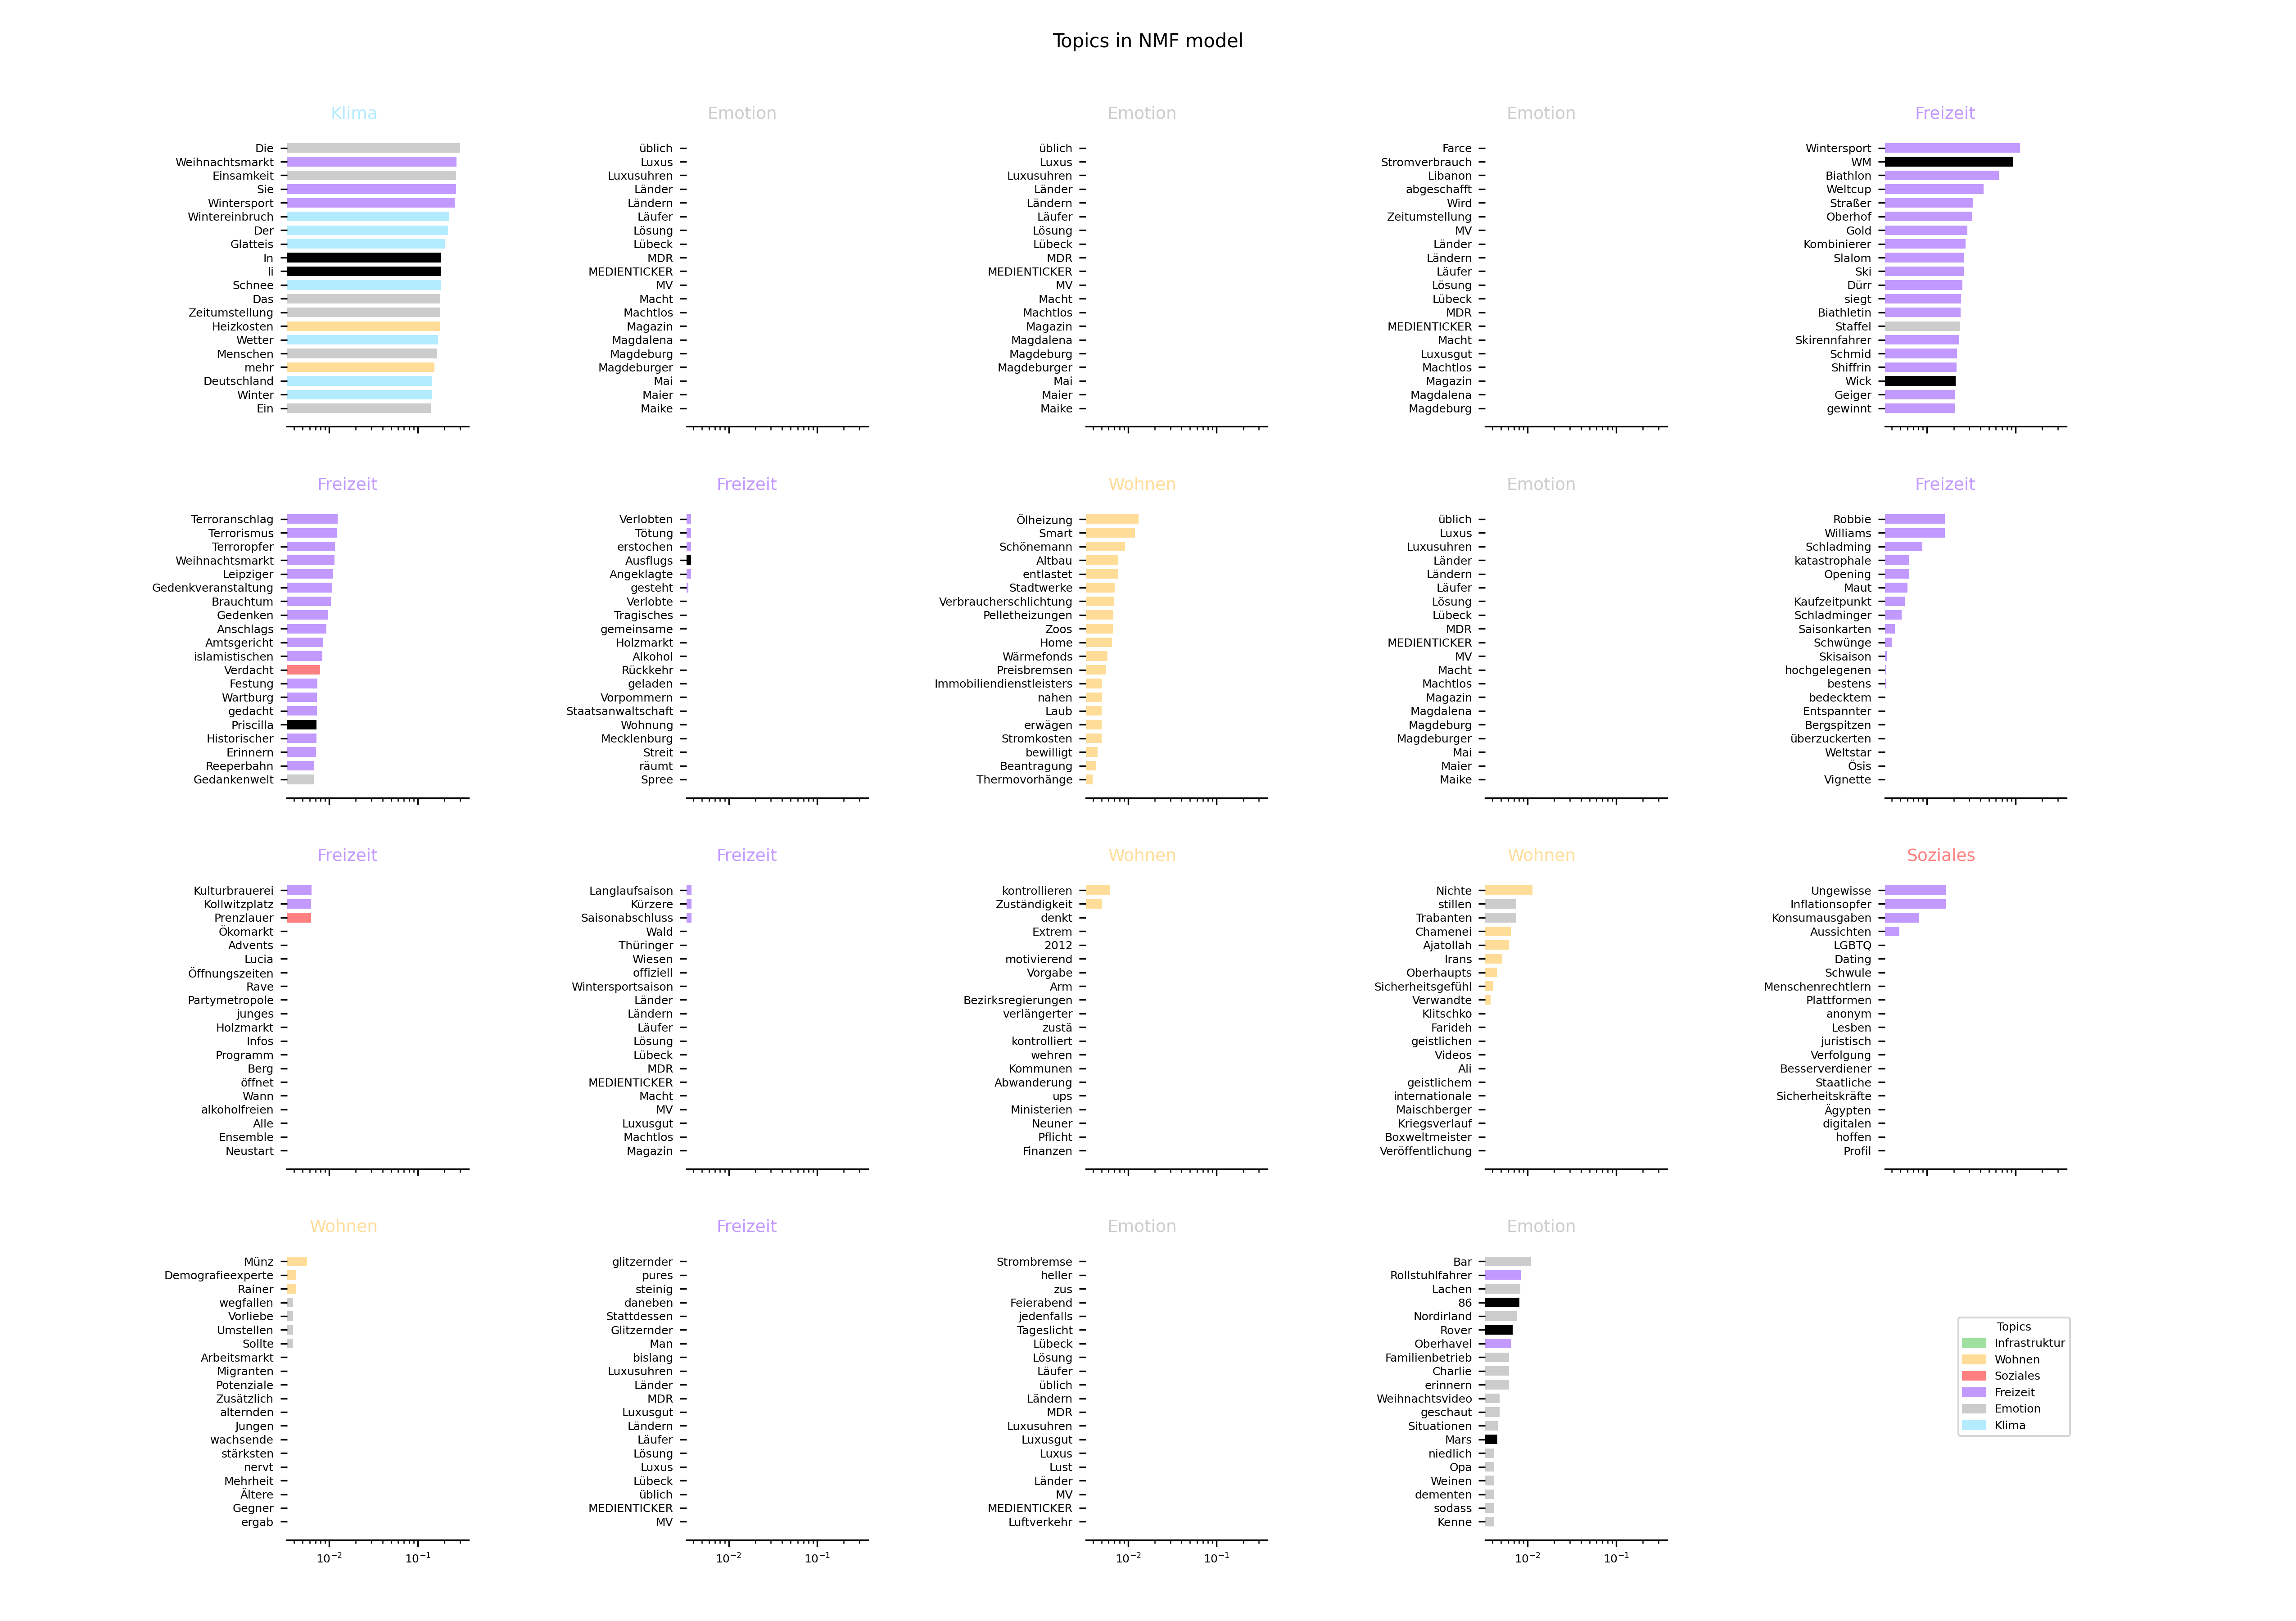 Topics in NMF model
Klima
Die
Weihnachtsmarkt
Einsamkeit
Sie
Wintersport
Wintereinbruch
Der
Glatteis
In
li
Schnee
Das
Zeitumstellung
Heizkosten
Wetter
Menschen
mehr
Deutschland
Winter
Ein
Emotion
üblich
Luxus
Luxusuhren
Länder
Ländern
Läufer
Lösung
Lübeck
MDR
MEDIENTICKER
MV
Macht
Machtlos
Magazin
Magdalena
Magdeburg
Magdeburger
Mai
Maier
Maike
Emotion
üblich
Luxus
Luxusuhren
Länder
Ländern
Läufer
Lösung
Lübeck
MDR
MEDIENTICKER
MV
Macht
Machtlos
Magazin
Magdalena
Magdeburg
Magdeburger
Mai
Maier
Maike
Emotion
Farce
Stromverbrauch
Libanon
abgeschafft
Wird
Zeitumstellung
MV
Länder
Ländern
Läufer
Lösung
Lübeck
MDR
MEDIENTICKER
Macht
Luxusgut
Machtlos
Magazin
Magdalena
Magdeburg
Freizeit
Wintersport
WM
Biathlon
Weltcup
Straßer
Oberhof
Gold
Kombinierer
Slalom
Ski
Dürr
siegt
Biathletin
Staffel
Skirennfahrer
Schmid
Shiffrin
Wick
Geiger
gewinnt
Freizeit
Terroranschlag
Terrorismus
Terroropfer
Weihnachtsmarkt
Leipziger
Gedenkveranstaltung
Brauchtum
Gedenken
Anschlags
Amtsgericht
islamistischen
Verdacht
Festung
Wartburg
gedacht
Priscilla
Historischer
Erinnern
Reeperbahn
Gedankenwelt
Freizeit
Verlobten
Tötung
erstochen
Ausflugs
Angeklagte
gesteht
Verlobte
Tragisches
gemeinsame
Holzmarkt
Alkohol
Rückkehr
geladen
Vorpommern
Staatsanwaltschaft
Wohnung
Mecklenburg
Streit
räumt
Spree
Wohnen
Ölheizung
Smart
Schönemann
Altbau
entlastet
Stadtwerke
Verbraucherschlichtung
Pelletheizungen
Zoos
Home
Wärmefonds
Preisbremsen
Immobiliendienstleisters
nahen
Laub
erwägen
Stromkosten
bewilligt
Beantragung
Thermovorhänge
Emotion
üblich
Luxus
Luxusuhren
Länder
Ländern
Läufer
Lösung
Lübeck
MDR
MEDIENTICKER
MV
Macht
Machtlos
Magazin
Magdalena
Magdeburg
Magdeburger
Mai
Maier
Maike
Freizeit
Robbie
Williams
Schladming
katastrophale
Opening
Maut
Kaufzeitpunkt
Schladminger
Saisonkarten
Schwünge
Skisaison
hochgelegenen
bestens
bedecktem
Entspannter
Bergspitzen
überzuckerten
Weltstar
Ösis
Vignette
Freizeit
Kulturbrauerei
Kollwitzplatz
Prenzlauer
Ökomarkt
Advents
Lucia
Öffnungszeiten
Rave
Partymetropole
junges
Holzmarkt
Infos
Programm
Berg
öffnet
Wann
alkoholfreien
Alle
Ensemble
Neustart
Freizeit
Langlaufsaison
Kürzere
Saisonabschluss
Wald
Thüringer
Wiesen
offiziell
Wintersportsaison
Länder
Ländern
Läufer
Lösung
Lübeck
MDR
MEDIENTICKER
Macht
MV
Luxusgut
Machtlos
Magazin
Wohnen
kontrollieren
Zuständigkeit
denkt
Extrem
2012
motivierend
Vorgabe
Arm
Bezirksregierungen
verlängerter
zustä
kontrolliert
wehren
Kommunen
Abwanderung
ups
Ministerien
Neuner
Pflicht
Finanzen
Wohnen
Nichte
stillen
Trabanten
Chamenei
Ajatollah
Irans
Oberhaupts
Sicherheitsgefühl
Verwandte
Klitschko
Farideh
geistlichen
Videos
Ali
geistlichem
internationale
Maischberger
Kriegsverlauf
Boxweltmeister
Veröffentlichung
Soziales
Ungewisse
Inflationsopfer
Konsumausgaben
Aussichten
LGBTQ
Dating
Schwule
Menschenrechtlern
Plattformen
anonym
Lesben
juristisch
Verfolgung
Besserverdiener
Staatliche
Sicherheitskräfte
Ägypten
digitalen
hoffen
Profil
Wohnen
Münz
Demografieexperte
Rainer
wegfallen
Vorliebe
Umstellen
Sollte
Arbeitsmarkt
Migranten
Potenziale
Zusätzlich
alternden
Jungen
wachsende
stärksten
nervt
Mehrheit
Ältere
Gegner
ergab
10⁻² 10⁻¹
Freizeit
glitzernder
pures
steinig
daneben
Stattdessen
Glitzernder
Man
bislang
Luxusuhren
Länder
MDR
Luxusgut
Ländern
Läufer
Lösung
Luxus
Lübeck
üblich
MEDIENTICKER
MV
10⁻² 10⁻¹
Emotion
Strombremse
heller
zus
Feierabend
jedenfalls
Tageslicht
Lübeck
Lösung
Läufer
üblich
Ländern
MDR
Luxusuhren
Luxusgut
Luxus
Lust
Länder
MV
MEDIENTICKER
Luftverkehr
10⁻² 10⁻¹
Emotion
Bar
Rollstuhlfahrer
Lachen
86
Nordirland
Rover
Oberhavel
Familienbetrieb
Charlie
erinnern
Weihnachtsvideo
geschaut
Situationen
Mars
niedlich
Opa
Weinen
dementen
sodass
Kenne
10⁻² 10⁻¹
Topics
Infrastruktur
Wohnen
Soziales
Freizeit
Emotion
Klima